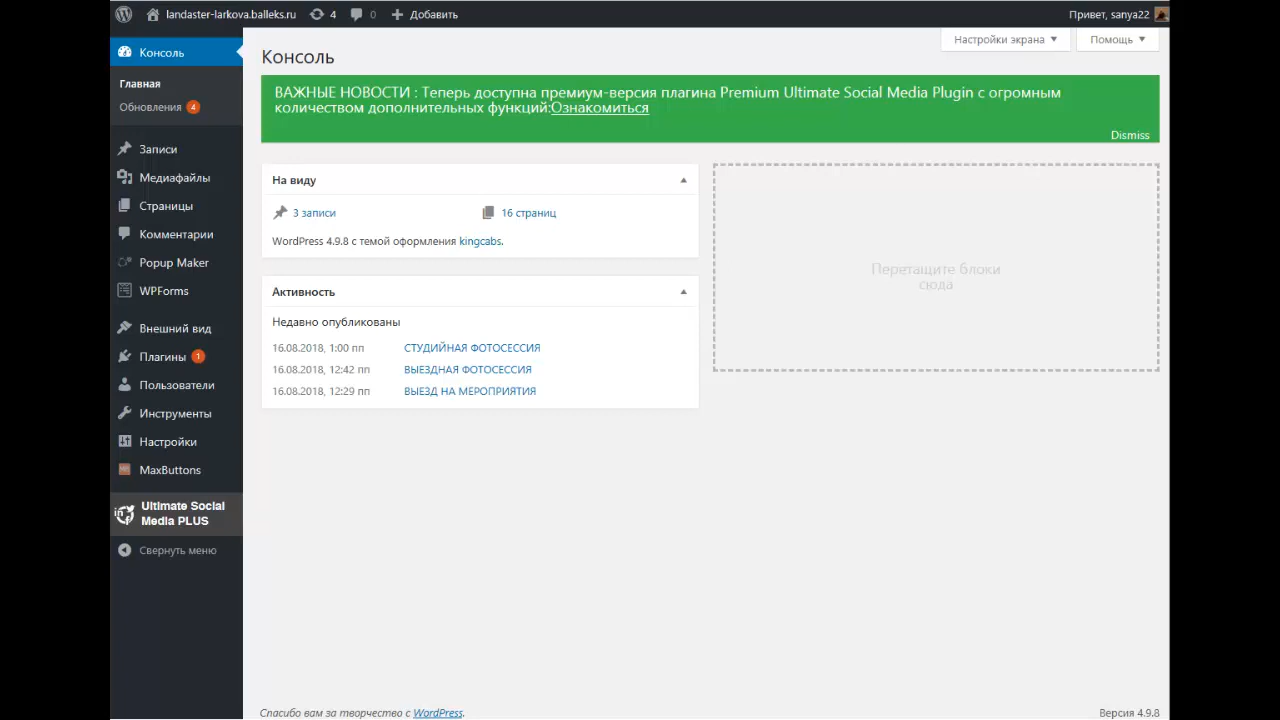 landaster-larkova.balleks.ru 4 0 Добавить Привет, sanya22
Консоль
Главная
Обновления 4
Записи
Медиафайлы
Страницы
Комментарии
Popup Maker
WPForms
Внешний вид
Плагины 1
Пользователи
Инструменты
Настройки
MaxButtons
Ultimate Social
Media PLUS
Свернуть меню
Настройки экрана
Помощь
Консоль
ВАЖНЫЕ НОВОСТИ : Теперь доступна премиум-версия плагина Premium Ultimate Social Media Plugin с огромным
количеством дополнительных функций:Ознакомиться
Dismiss
На виду
3 записи
16 страниц
WordPress 4.9.8 с темой оформления kingcabs.
Активность
Недавно опубликованы
16.08.2018, 1:00 пп СТУДИЙНАЯ ФОТОСЕССИЯ
16.08.2018, 12:42 пп ВЫЕЗДНАЯ ФОТОСЕССИЯ
16.08.2018, 12:29 пп ВЫЕЗД НА МЕРОПРИЯТИЯ
Перетащите блоки
сюда
Спасибо вам за творчество с WordPress.
Версия 4.9.8